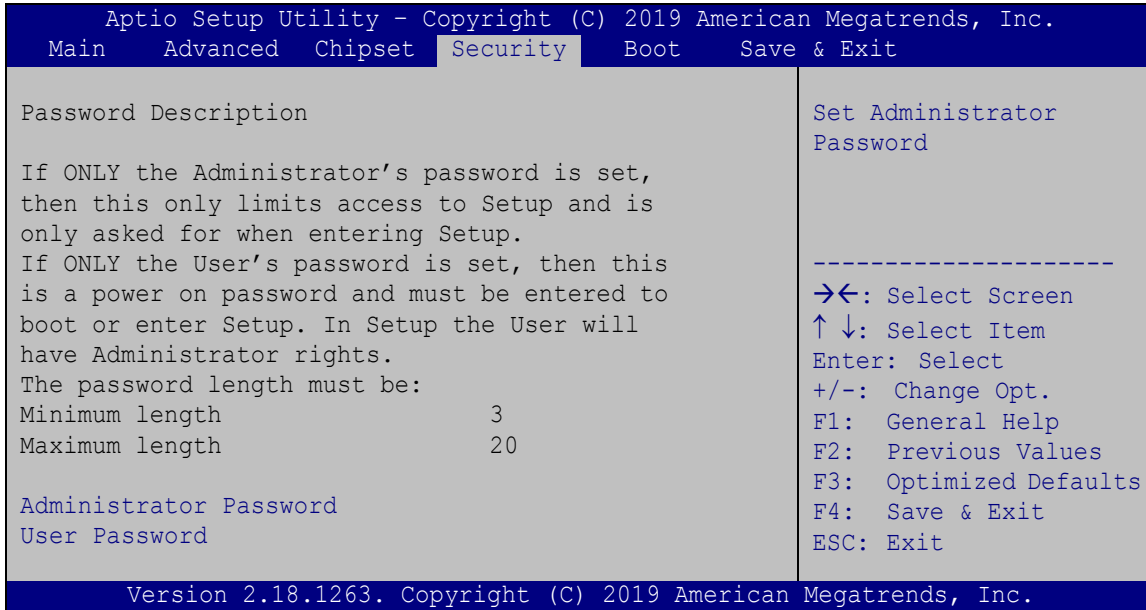 Aptio Setup Utility – Copyright (C) 2019 American Megatrends, Inc.
Main Advanced Chipset Security Boot Save & Exit
Password Description
If ONLY the Administrator’s password is set,
then this only limits access to Setup and is
only asked for when entering Setup.
If ONLY the User’s password is set, then this
is a power on password and must be entered to
boot or enter Setup. In Setup the User will
have Administrator rights.
The password length must be:
Minimum length 3
Maximum length 20
Administrator Password
User Password
Set Administrator
Password
---------------------
→←: Select Screen
↑ ↓: Select Item
Enter: Select
+/-: Change Opt.
F1: General Help
F2: Previous Values
F3: Optimized Defaults
F4: Save & Exit
ESC: Exit
Version 2.18.1263. Copyright (C) 2019 American Megatrends, Inc.